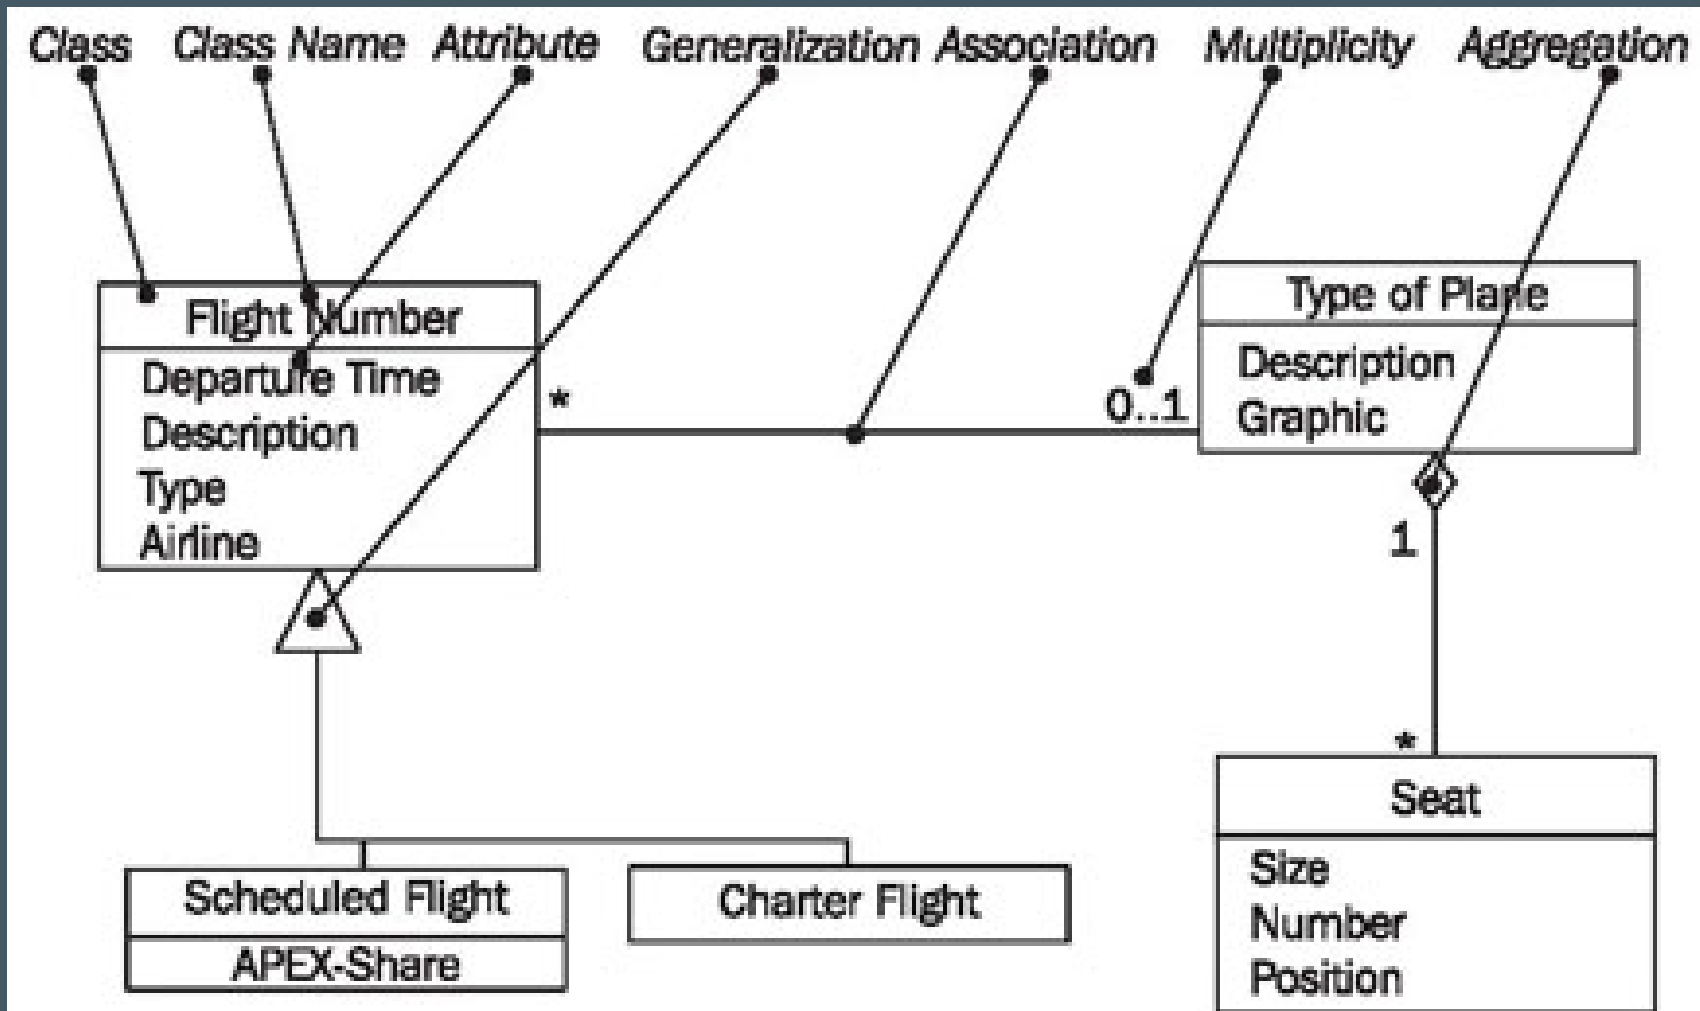 Class Class Name Attribute Generalization Association Multiplicity Aggregation
Flight Number
Departure Time
Description
Type
Airline
*
0..1
Type of Plane
Description
Graphic
1
*
Seat
Size
Number
Position
Scheduled Flight
APEX-Share
Charter Flight